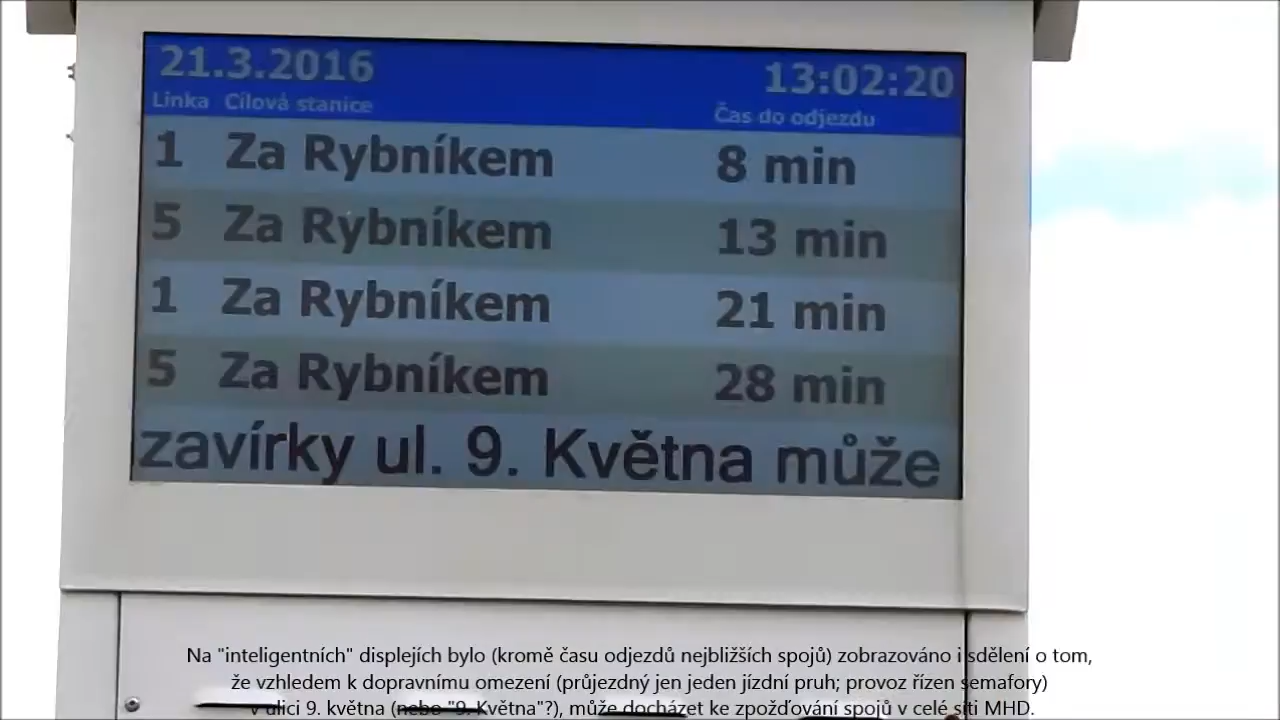 21.3.2016 13:02:20
Linka Cílová stanice Čas do odjezdu
1 Za Rybníkem 8 min
5 Za Rybníkem 13 min
1 Za Rybníkem 21 min
5 Za Rybníkem 28 min
zavírky ul. 9. Května může
Na "inteligentních" displejích bylo (kromě času odjezdů nejbližších spojů) zobrazováno i sdělení o tom,
že vzhledem k dopravnímu omezení (průjezdný jen jeden jízdní pruh; provoz řízen semafory)
v ulici 9. května (nebo "9. Května"?), může docházet ke zpožďování spojů v celé síti MHD.